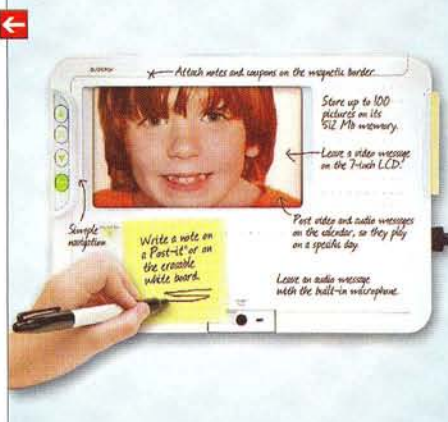 Attach notes and coupons on the magnetic border.
Store up to 100
pictures on its
512 Mb memory.
Leave a video message
on the 7-inch LCD.
Post video and audio messages
on the calendar, so they play
on a specific day.
Simple
navigation
Write a note on
a Post-it® or on
the erasable
white board.
Leave an audio message
with the built-in microphone.